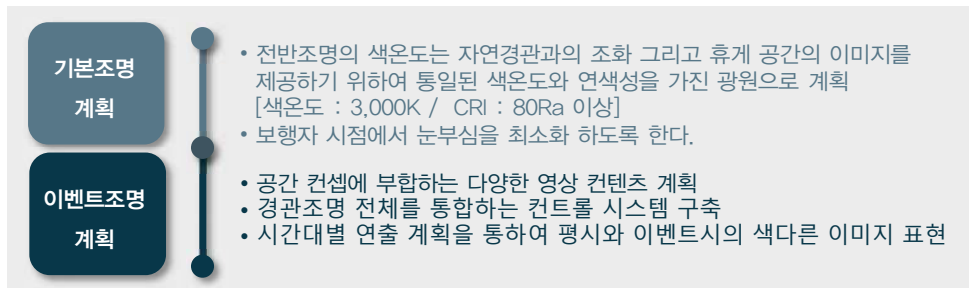 기본조명
계획
• 전반조명의 색온도는 자연경관과의 조화 그리고 휴게 공간의 이미지를
제공하기 위하여 통일된 색온도와 연색성을 가진 광원으로 계획
[색온도 : 3,000K / CRI : 80Ra 이상]
• 보행자 시점에서 눈부심을 최소화 하도록 한다.
이벤트조명
계획
• 공간 컨셉에 부합하는 다양한 영상 컨텐츠 계획
• 경관조명 전체를 통합하는 컨트롤 시스템 구축
• 시간대별 연출 계획을 통하여 평시와 이벤트시의 색다른 이미지 표현